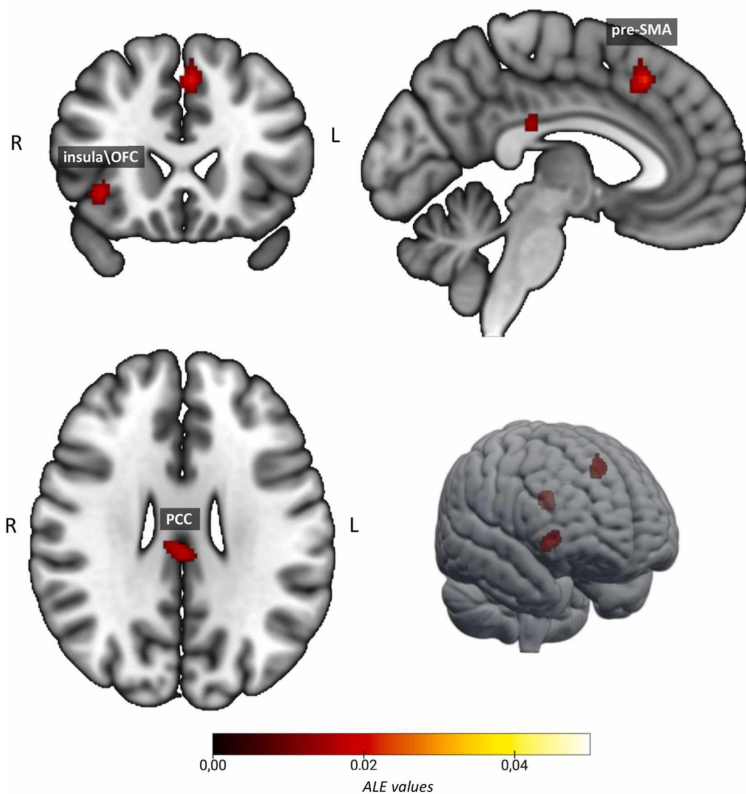 pre-SMA
R
L
insula\OFC
R
L
PCC
0,00
0.02
0,04
ALE values